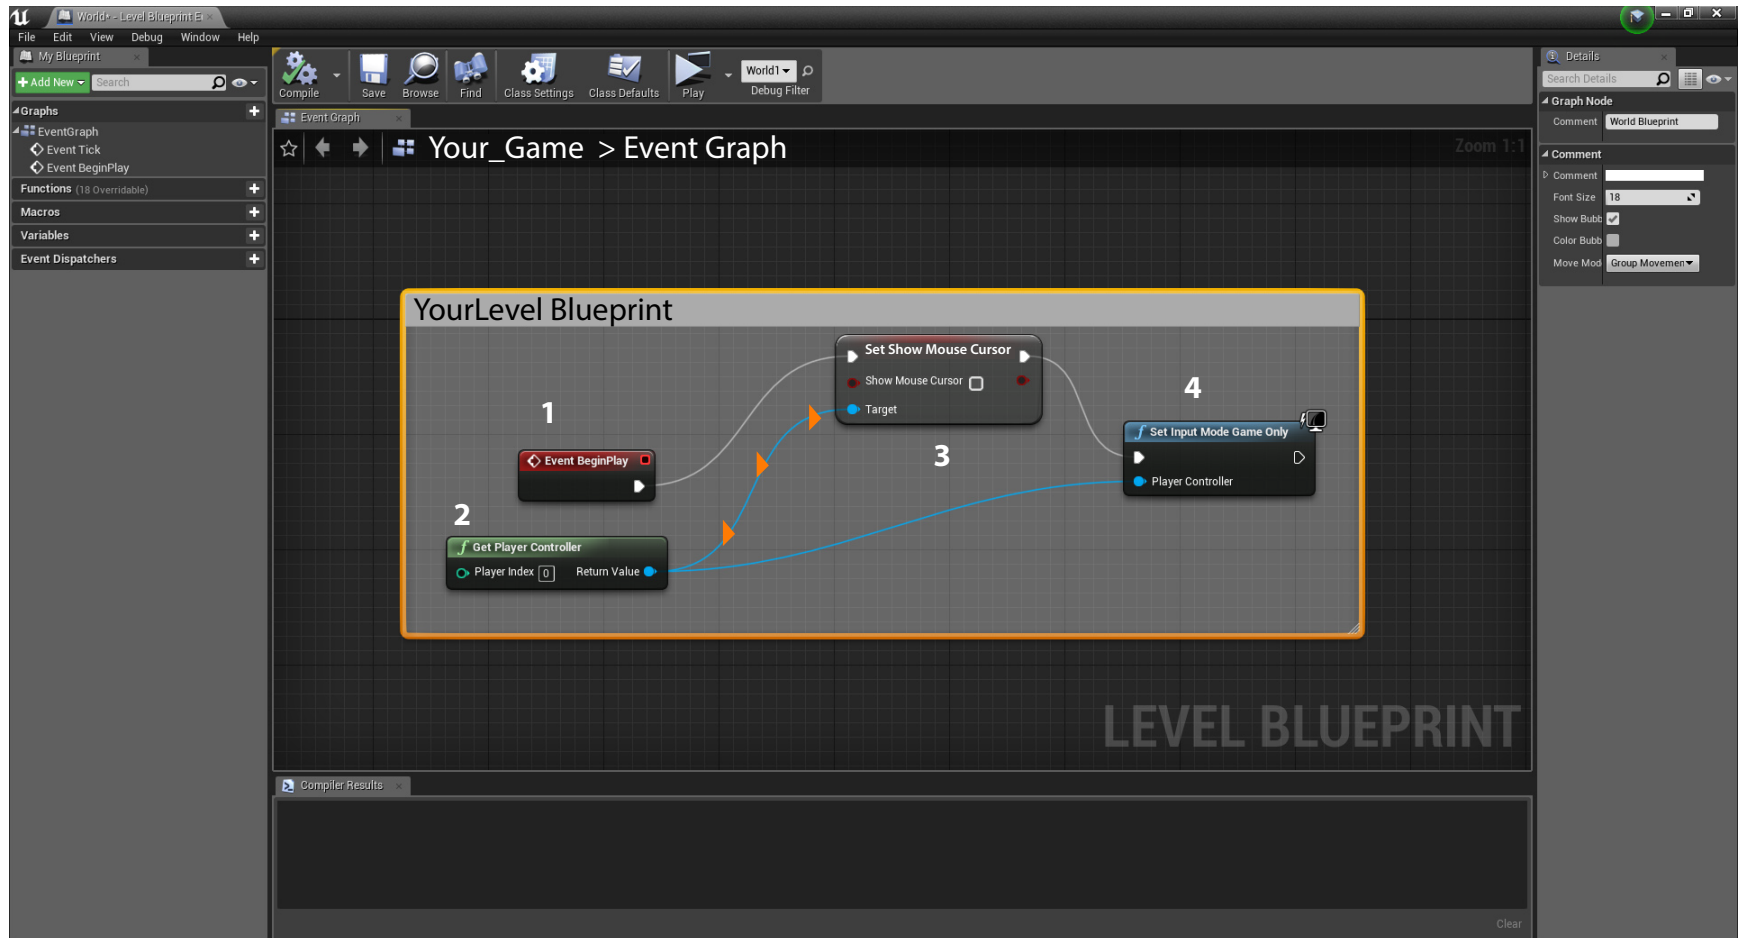 World* - Level Blueprint E
File Edit View Debug Window Help
My Blueprint
Add New Search
Graphs
EventGraph
Event Tick
Event BeginPlay
Functions (18 Overridable)
Macros
Variables
Event Dispatchers
Compile Save Browse Find Class Settings Class Defaults Play
World1
Debug Filter
Event Graph
Your_Game > Event Graph
Zoom 1:1
YourLevel Blueprint
Set Show Mouse Cursor
Show Mouse Cursor
Target
1
Event BeginPlay
2
f Get Player Controller
Player Index 0 Return Value
3
4
f Set Input Mode Game Only
Player Controller
LEVEL BLUEPRINT
Compiler Results
Clear
Details
Search Details
Graph Node
Comment World Blueprint
Comment
Comment
Font Size 18
Show Bubb
Color Bubb
Move Mod Group Movemen